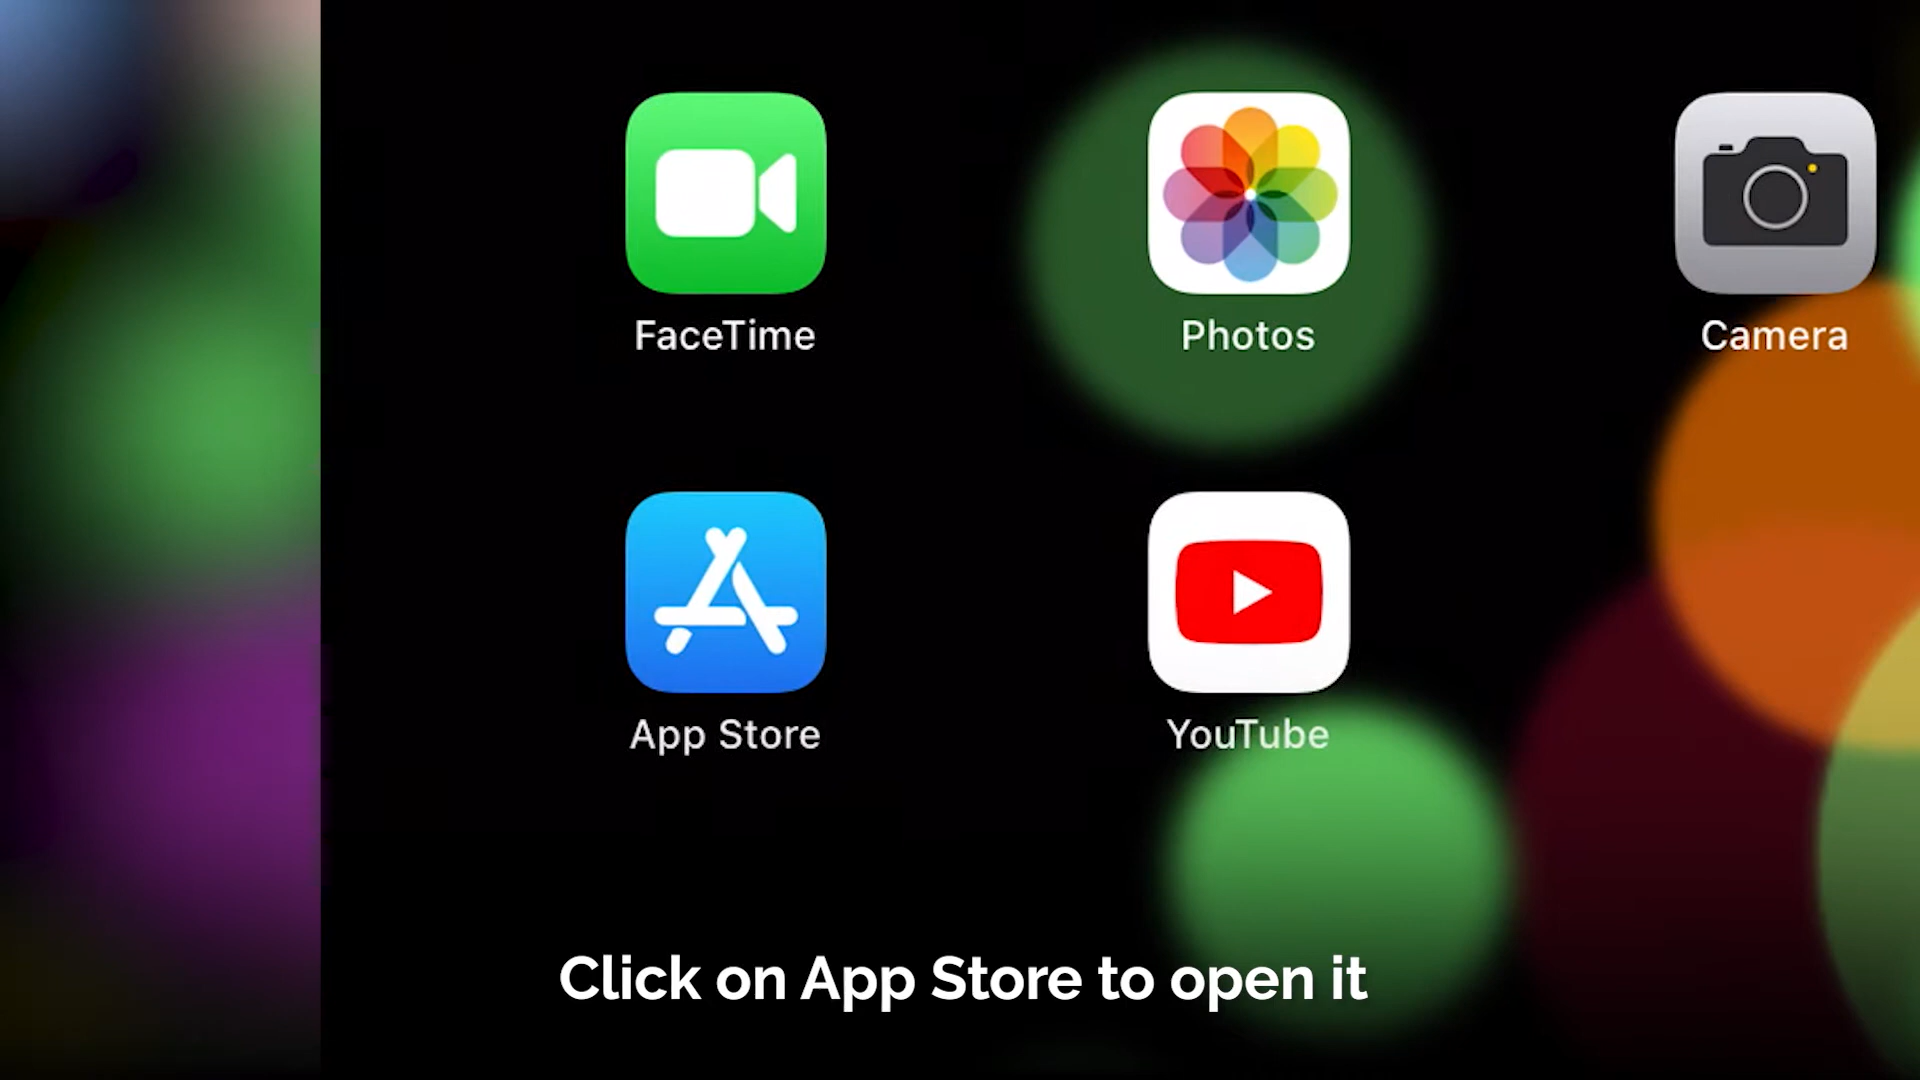 FaceTime
Photos
Camera
App Store
YouTube
Click on App Store to open it